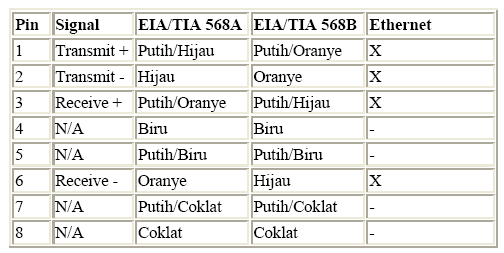 Pin Signal EIA/TIA 568A EIA/TIA 568B Ethernet
1 Transmit + Putih/Hijau Putih/Oranye X
2 Transmit - Hijau Oranye X
3 Receive + Putih/Oranye Putih/Hijau X
4 N/A Biru Biru -
5 N/A Putih/Biru Putih/Biru -
6 Receive - Oranye Hijau X
7 N/A Putih/Coklat Putih/Coklat -
8 N/A Coklat Coklat -